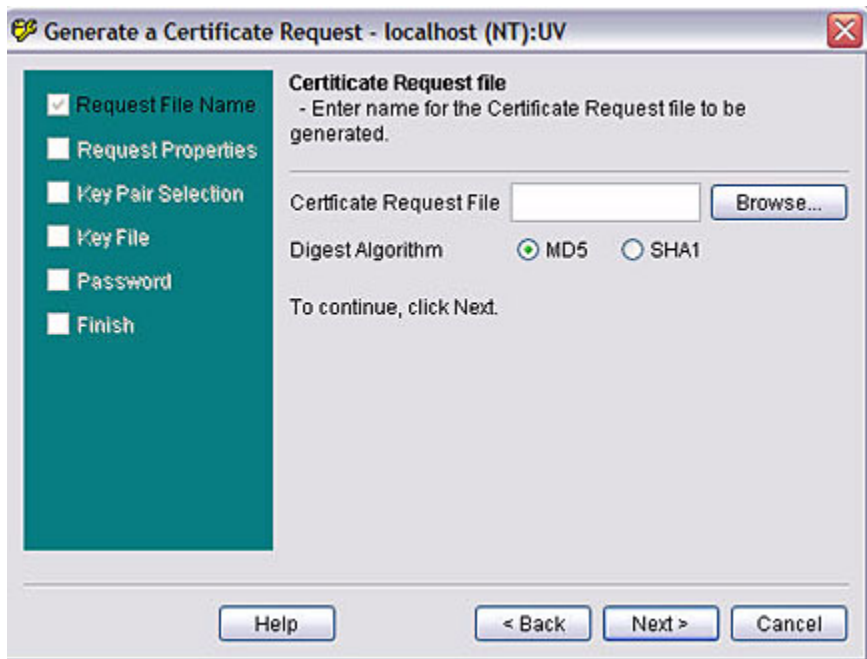 Generate a Certificate Request - localhost (NT):UV
Request File Name
Request Properties
Key Pair Selection
Key File
Password
Finish
Certiticate Request file
- Enter name for the Certificate Request file to be
generated.
Certficate Request File
Browse...
Digest Algorithm MD5 SHA1
To continue, click Next.
Help < Back Next > Cancel